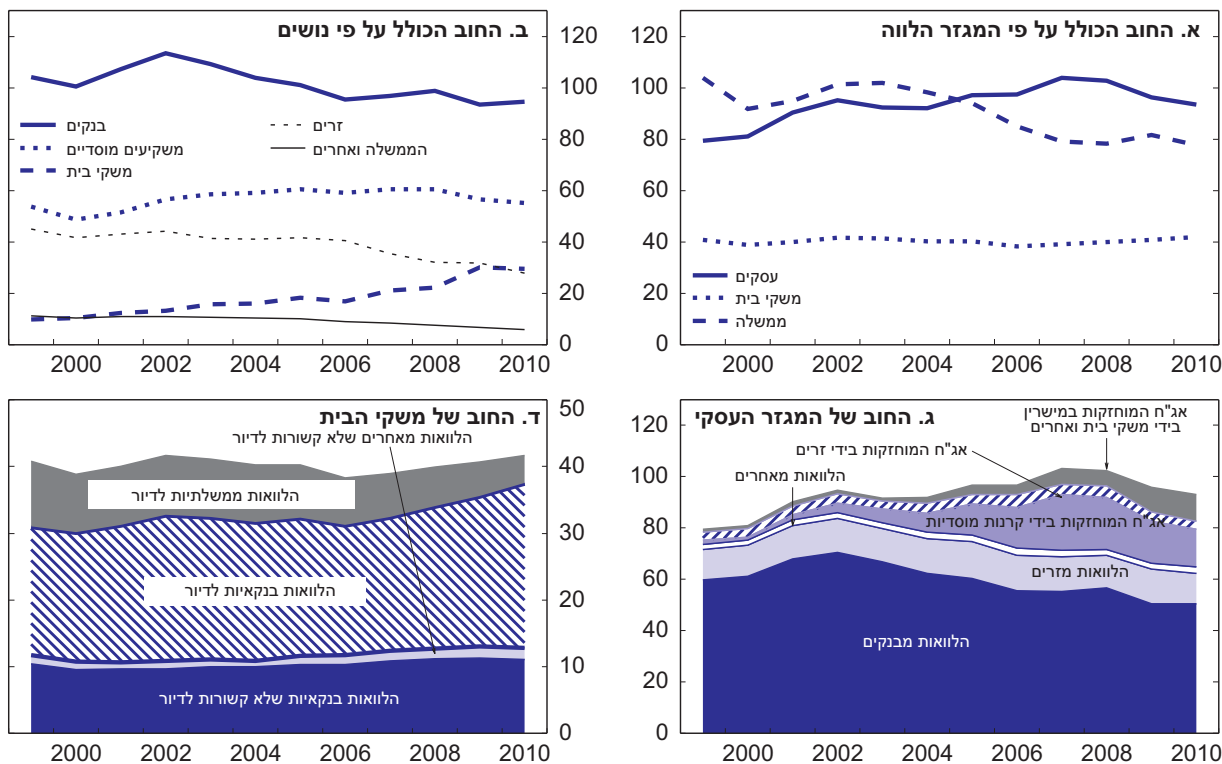 א. החוב הכולל על פי המגזר הלווה
120
100
80
60
40
20
0
עסקים
משקי בית
ממשלה
2000 2002 2004 2006 2008 2010
ב. החוב הכולל על פי נושים
120
100
80
60
40
20
0
בנקים
משקיעים מוסדיים
משקי בית
זרים
הממשלה ואחרים
2000 2002 2004 2006 2008 2010
ג. החוב של המגזר העסקי
120
100
80
60
40
20
0
אג"ח המוחזקות במישרין
בידי משקי בית ואחרים
אג"ח המוחזקות בידי זרים
הלוואות מאחרים
אג"ח המוחזקות בידי קרנות מוסדיות
הלוואות מזרים
הלוואות מבנקים
2000 2002 2004 2006 2008 2010
ד. החוב של משקי הבית
50
40
30
20
10
0
הלוואות מאחרים שלא קשורות לדיור
הלוואות ממשלתיות לדיור
הלוואות בנקאיות לדיור
הלוואות בנקאיות שלא קשורות לדיור
2000 2002 2004 2006 2008 2010